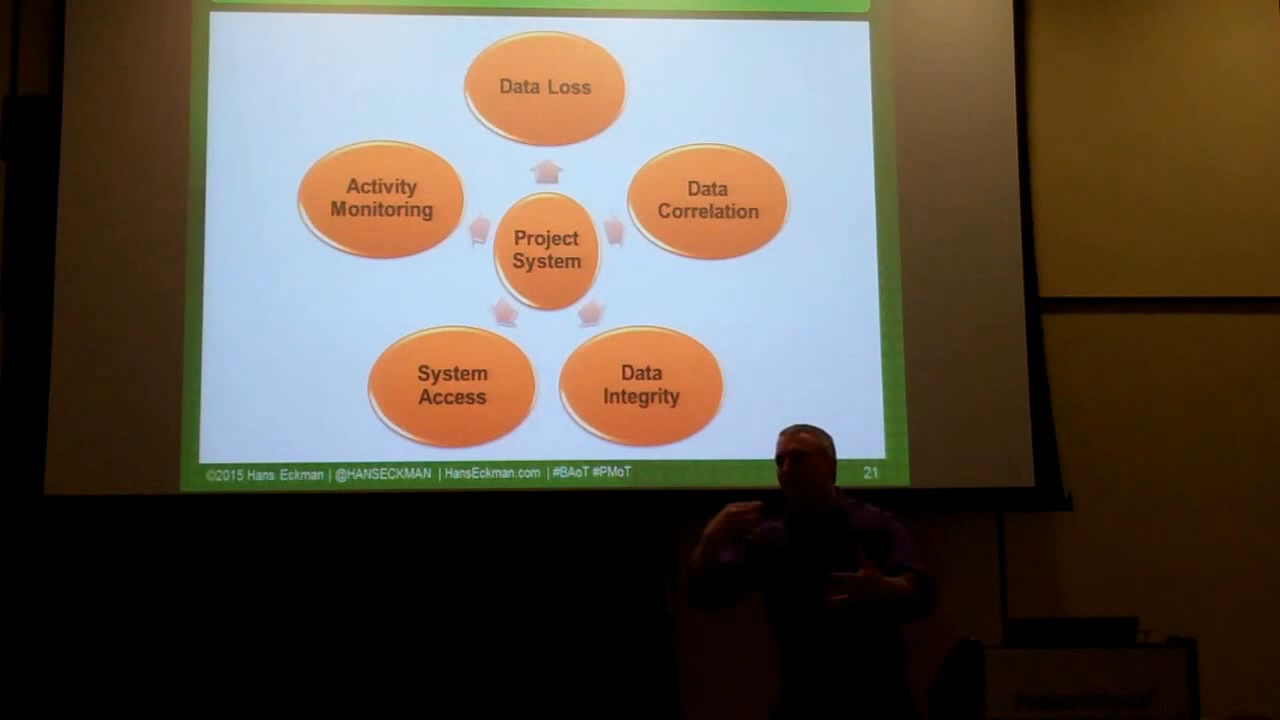 Data Loss
Activity
Monitoring
Data
Correlation
Project
System
System
Access
Data
Integrity
©2015 Hans Eckman | @HANSECKMAN | HansEckman.com | #BAoT #PMoT
21